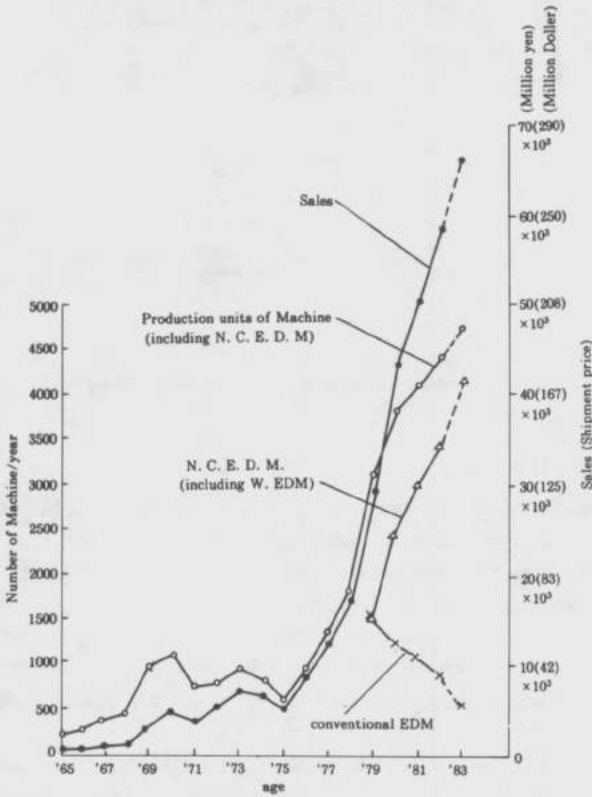 (Million yen)
(Million Doller)
70(290)
×10³
60(250)
×10³
50(208)
×10³
40(167)
×10³
30(125)
×10³
20(83)
×10³
10(42)
×10³
0
Sales (Shipment price)
Sales
Production units of Machine
(including N. C. E. D. M)
N. C. E. D. M.
(including W. EDM)
conventional EDM
5000
4500
4000
3500
3000
2500
2000
1500
1000
500
0
Number of Machine/year
'65 '67 '69 '71 '73 '75 '77 '79 '81 '83
age